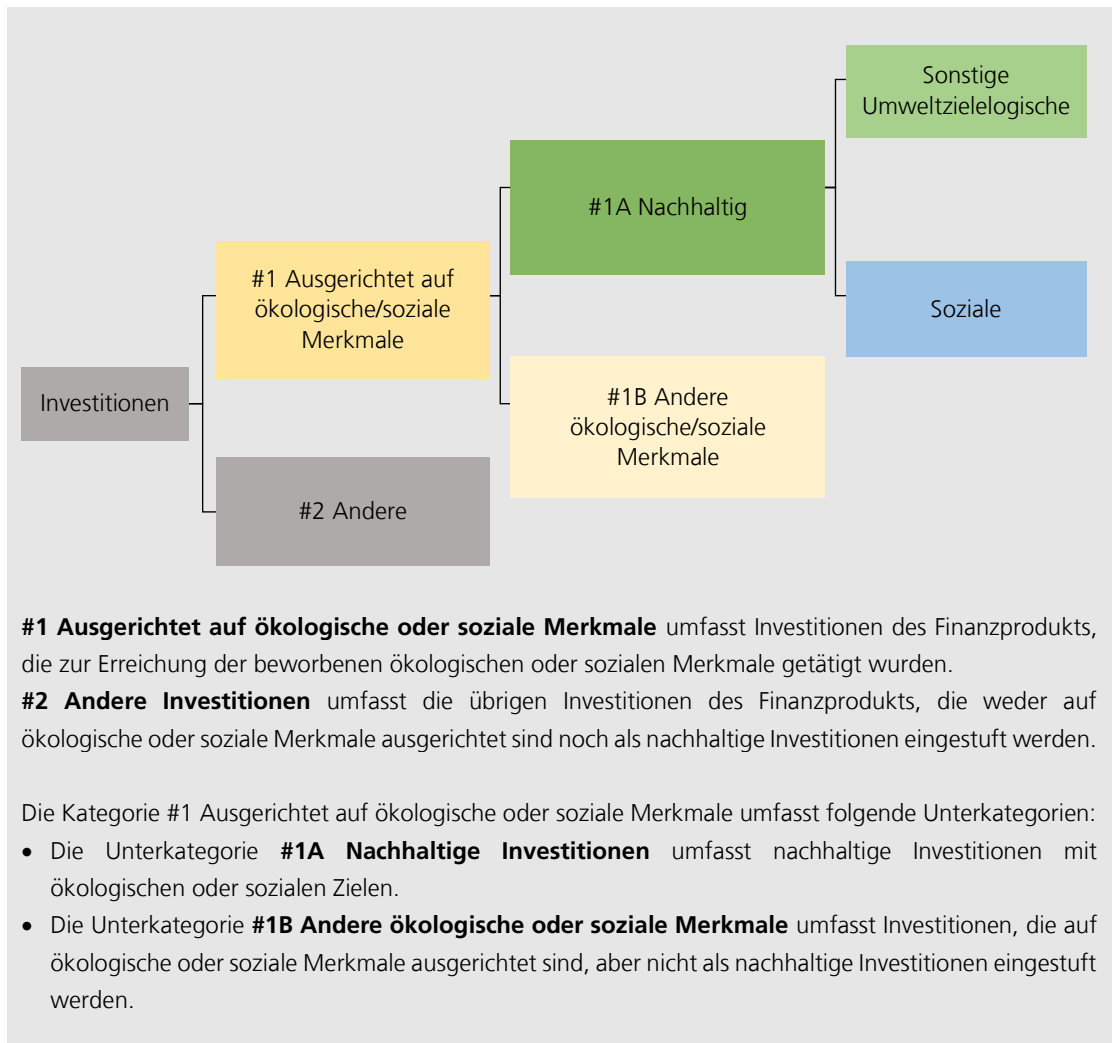 Sonstige
Umweltzielelogische
#1A Nachhaltig
#1 Ausgerichtet auf
ökologische/soziale
Merkmale
Soziale
Investitionen
#1B Andere
ökologische/soziale
Merkmale
#2 Andere
#1 Ausgerichtet auf ökologische oder soziale Merkmale umfasst Investitionen des Finanzprodukts,
die zur Erreichung der beworbenen ökologischen oder sozialen Merkmale getätigt wurden.
#2 Andere Investitionen umfasst die übrigen Investitionen des Finanzprodukts, die weder auf
ökologische oder soziale Merkmale ausgerichtet sind noch als nachhaltige Investitionen eingestuft werden.
Die Kategorie #1 Ausgerichtet auf ökologische oder soziale Merkmale umfasst folgende Unterkategorien:
• Die Unterkategorie #1A Nachhaltige Investitionen umfasst nachhaltige Investitionen mit
ökologischen oder sozialen Zielen.
• Die Unterkategorie #1B Andere ökologische oder soziale Merkmale umfasst Investitionen, die auf
ökologische oder soziale Merkmale ausgerichtet sind, aber nicht als nachhaltige Investitionen eingestuft
werden.